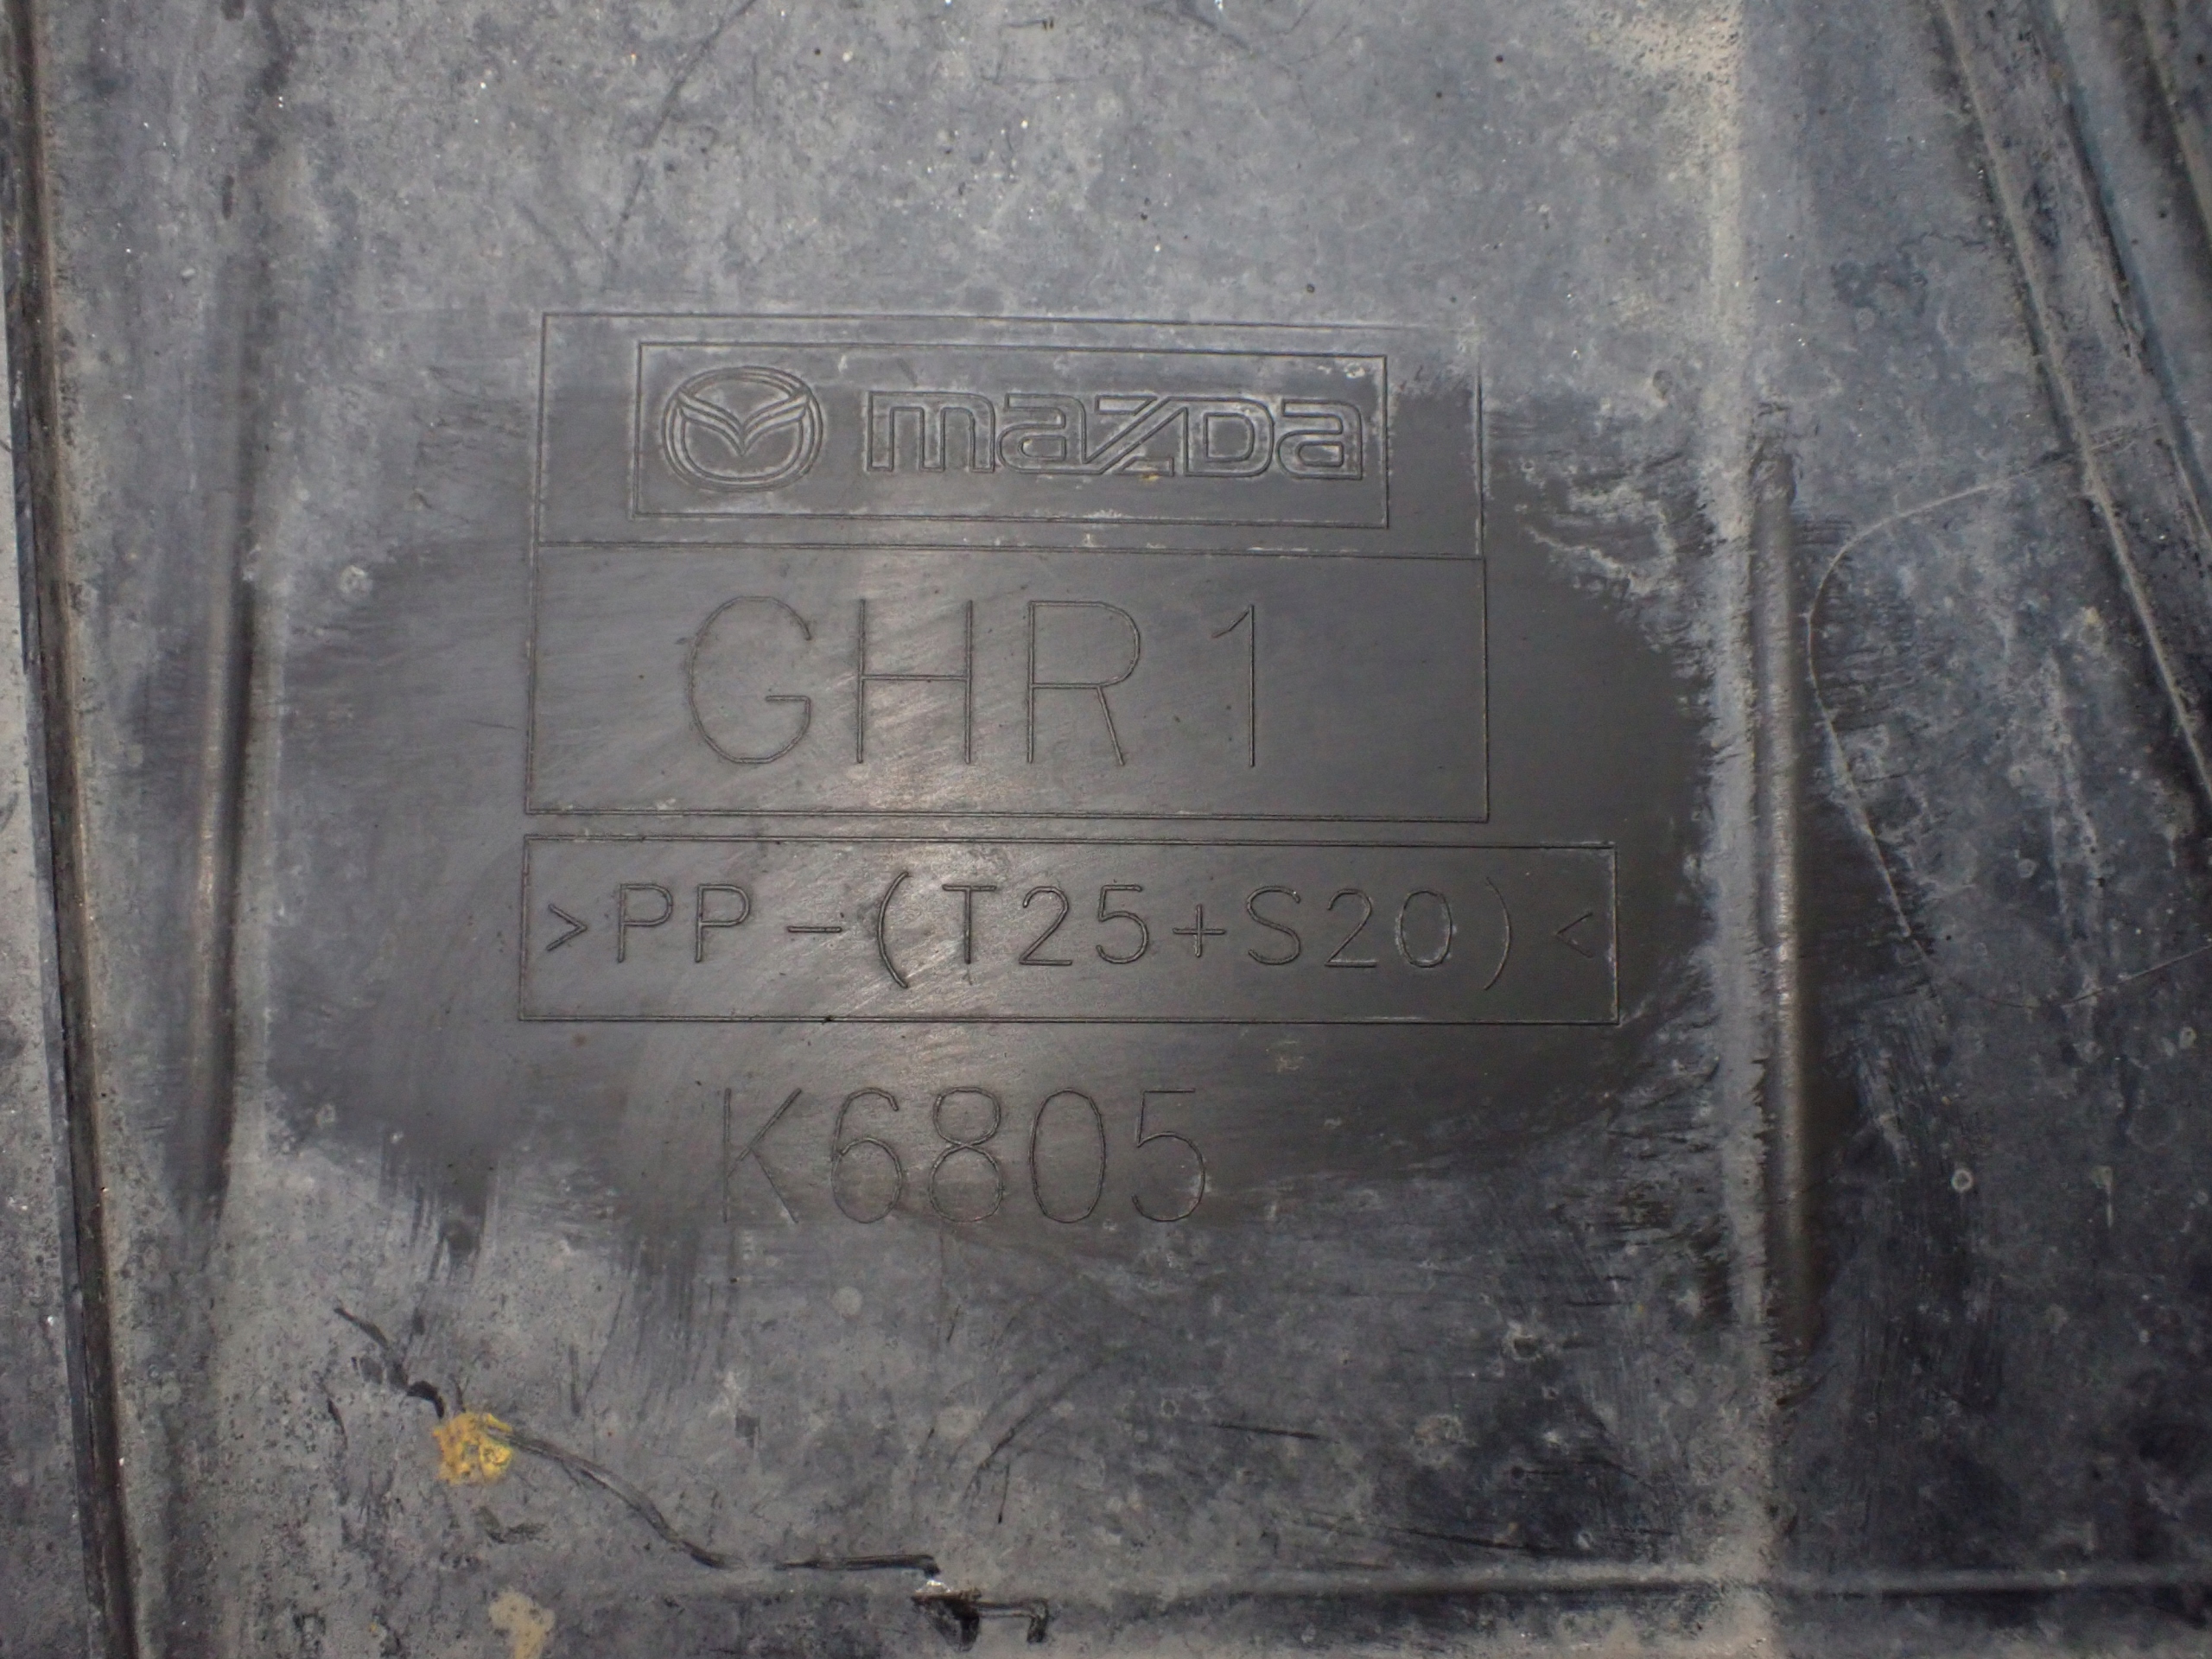 mazda
GHR1
>PP-(T25+S20)<
K6805